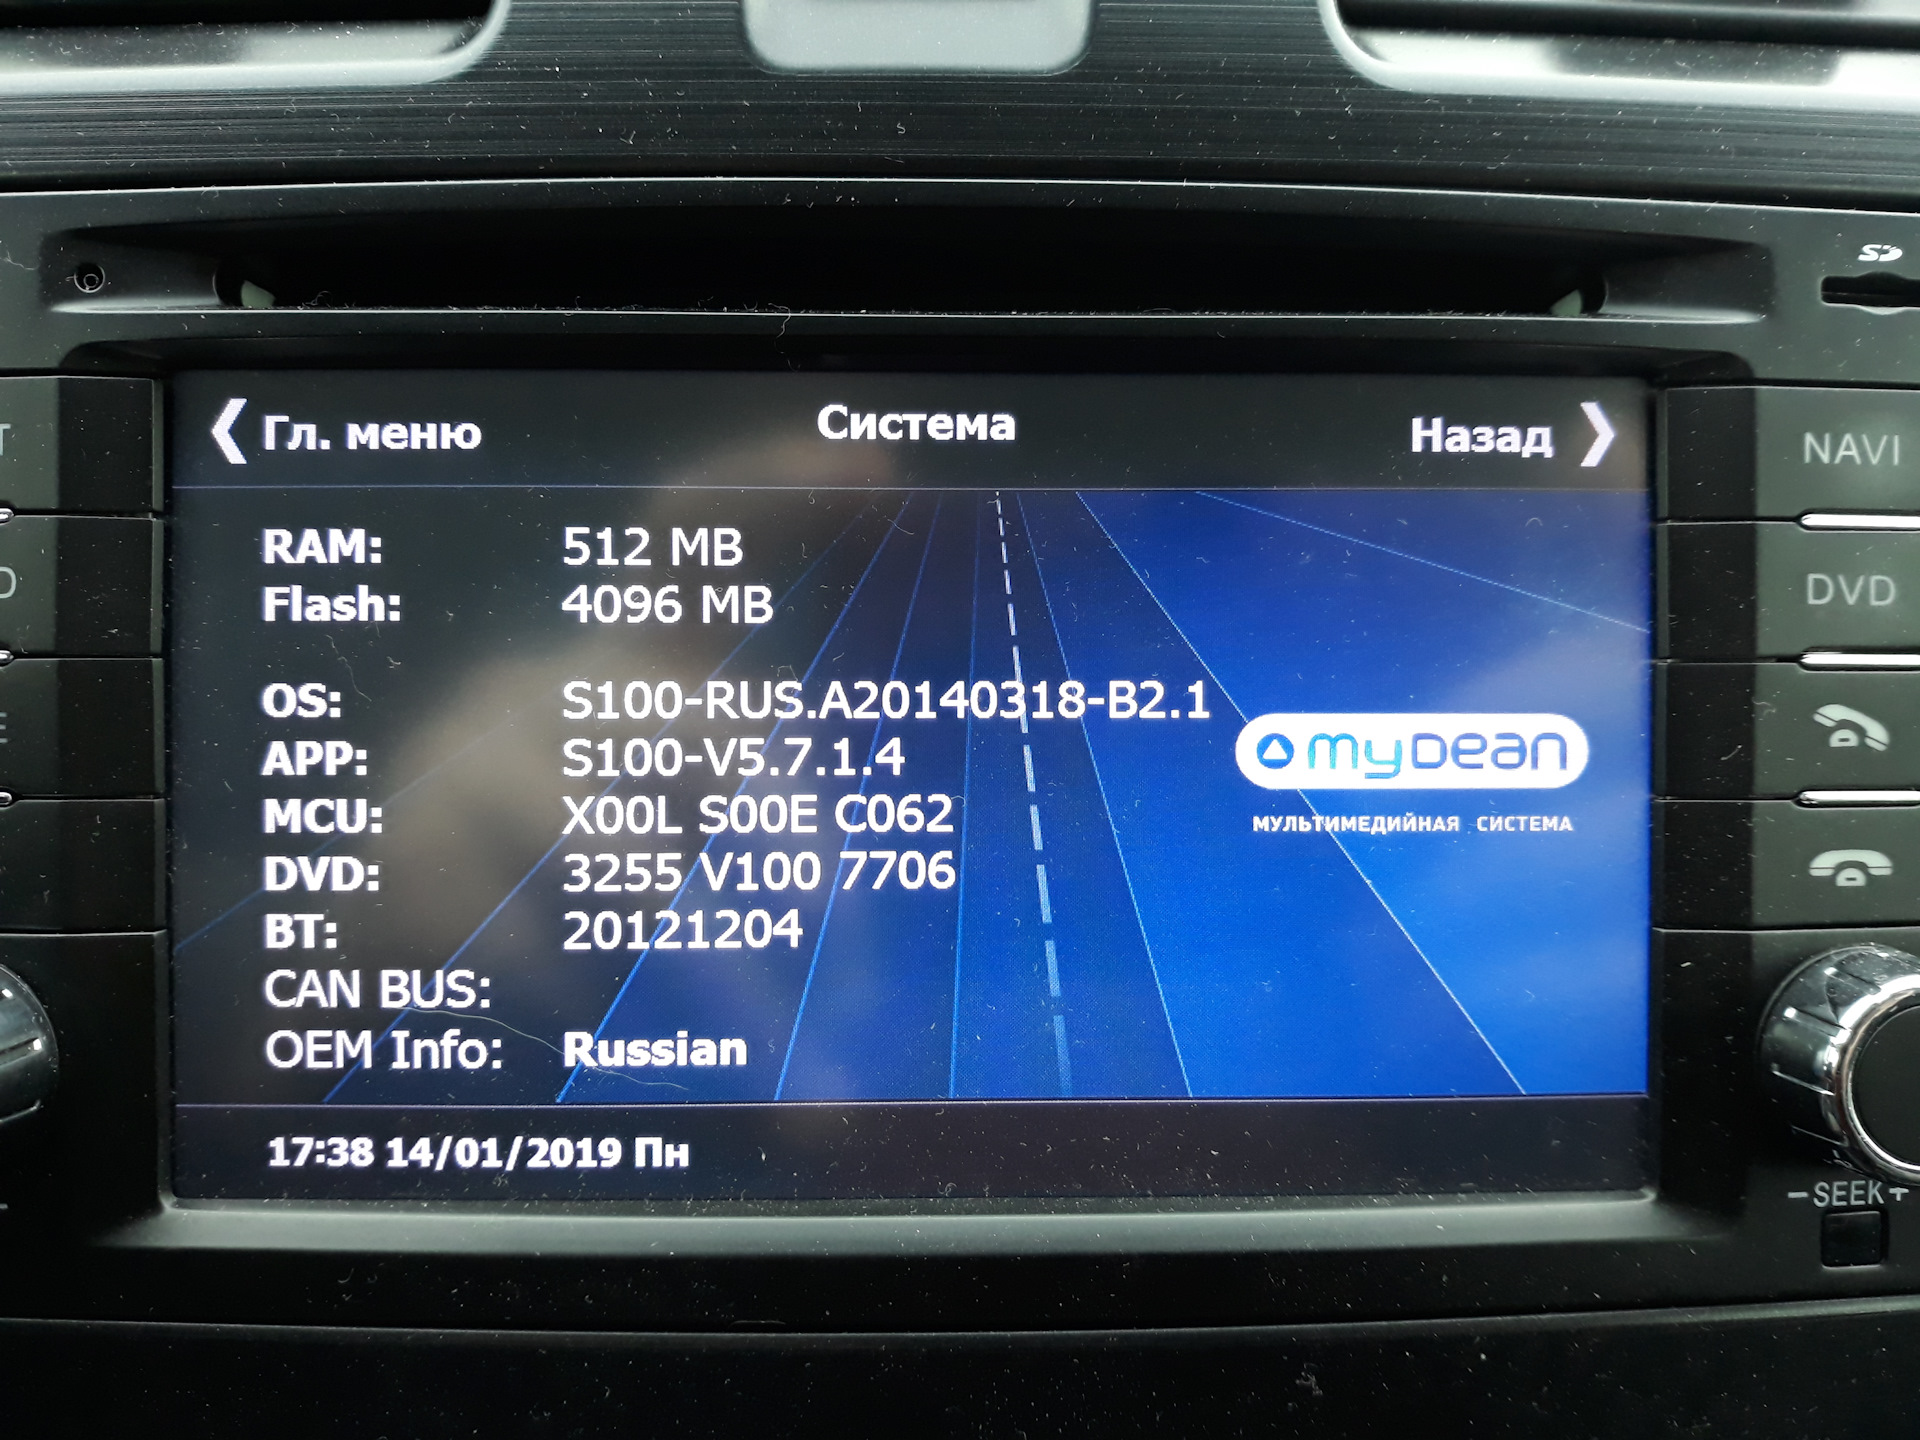 SD
Гл. меню Система Назад
NAVI
RAM: 512 MB
Flash: 4096 MB
DVD
OS: S100-RUS.A20140318-B2.1
APP: S100-V5.7.1.4
myDean
MCU: X00L S00E C062
МУЛЬТИМЕДИЙНАЯ СИСТЕМА
DVD: 3255 V100 7706
BT: 20121204
CAN BUS:
OEM Info: Russian
17:38 14/01/2019 Пн
- SEEK +